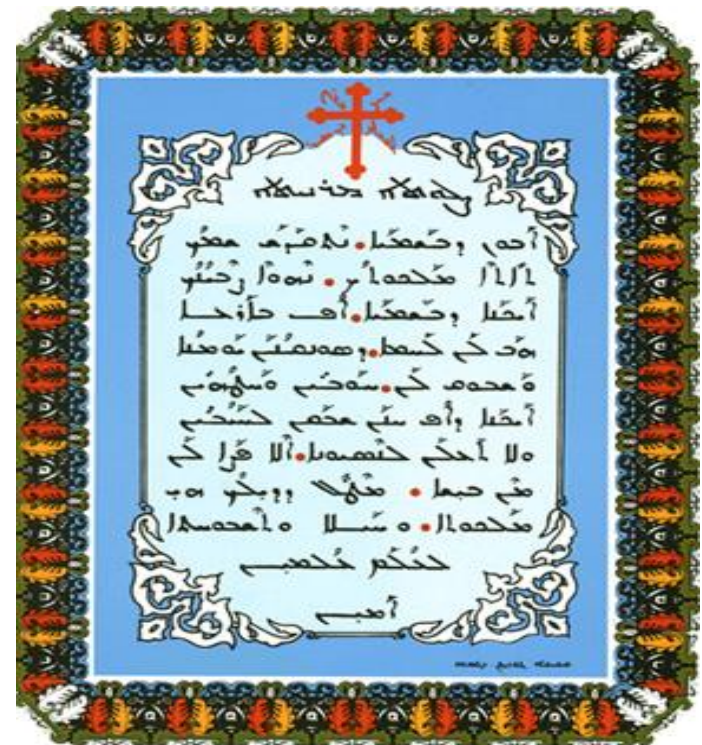 ܨܠܘܬܐ ܡܪܢܝܬܐ
ܐܒܘܢ ܕܒܫܡܝܐ. ܢܬܩܕܫ ܫܡܟ
ܬܐܬܐ ܡܠܟܘܬܟ. ܢܗܘܐ ܨܒܝܢܟ
ܐܝܟܢܐ ܕܒܫܡܝܐ. ܐܦ ܒܐܪܥܐ
ܗܒ ܠܢ ܠܚܡܐ. ܕܣܘܢܩܢܢ ܝܘܡܢܐ
ܘܫܒܘܩ ܠܢ. ܚܘܒܝܢ ܘܚܛܗܝܢ
ܐܝܟܢܐ ܕܐܦ ܚܢܢ ܫܒܩܢ ܠܚܝܒܝܢ
ܘܠܐ ܬܥܠܢ ܠܢܣܝܘܢܐ. ܐܠܐ ܦܨܐ ܠܢ
ܡܢ ܒܝܫܐ. ܡܛܠ ܕܕܝܠܟ ܗܝ
ܡܠܟܘܬܐ. ܘܚܝܠܐ ܘܬܫܒܘܚܬܐ
ܠܥܠܡ ܥܠܡܝܢ
ܐܡܝܢ